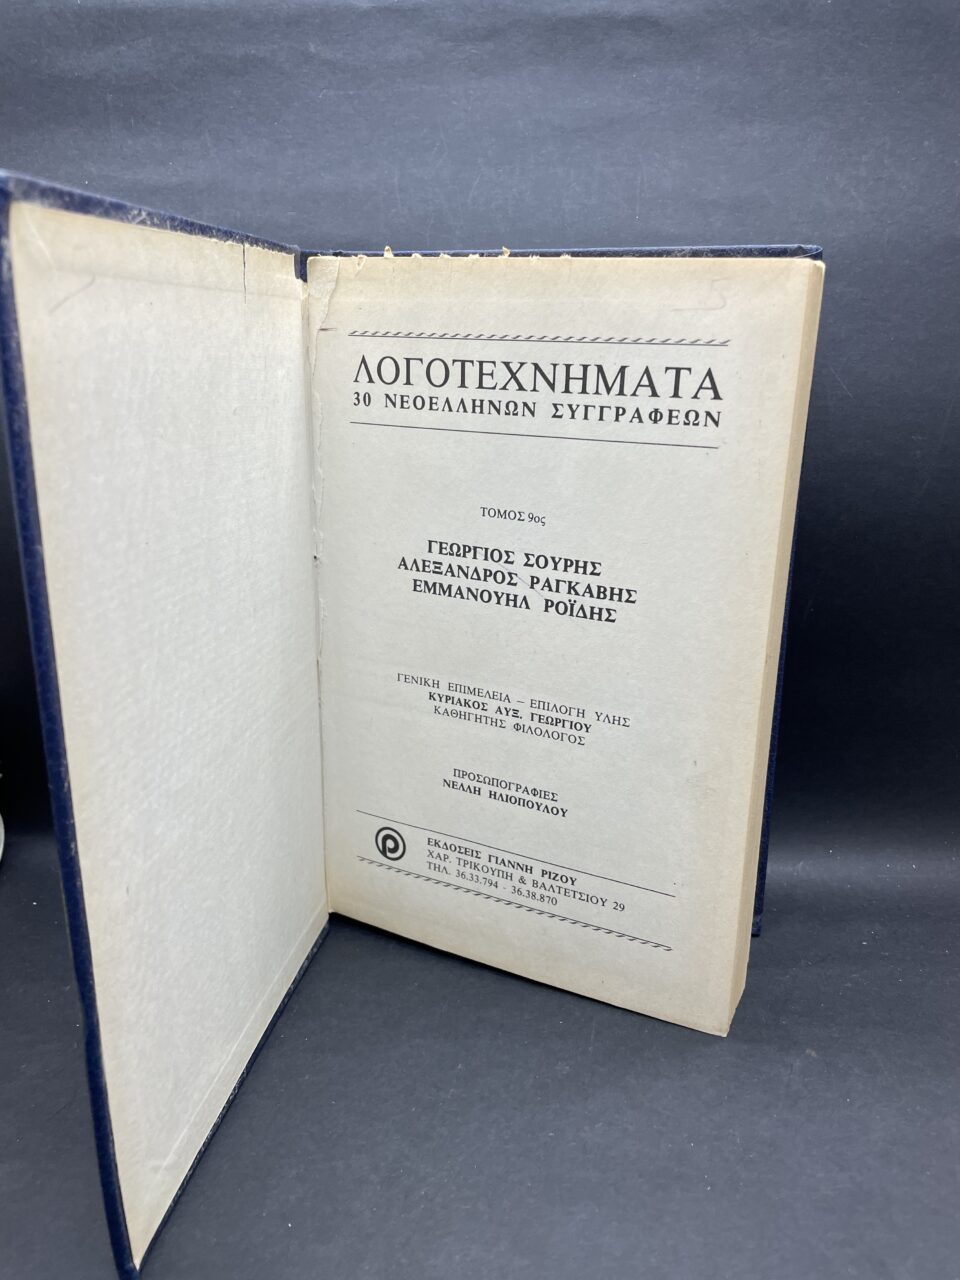 5
ΛΟΓΟΤΕΧΝΗΜΑΤΑ
30 ΝΕΟΕΛΛΗΝΩΝ ΣΥΓΓΡΑΦΕΩΝ
ΤΟΜΟΣ 9ος
ΓΕΩΡΓΙΟΣ ΣΟΥΡΗΣ
ΑΛΕΞΑΝΔΡΟΣ ΡΑΓΚΑΒΗΣ
ΕΜΜΑΝΟΥΗΛ ΡΟΪΔΗΣ
ΓΕΝΙΚΗ ΕΠΙΜΕΛΕΙΑ – ΕΠΙΛΟΓΗ ΥΛΗΣ
ΚΥΡΙΑΚΟΣ ΑΥΞ. ΓΕΩΡΓΙΟΥ
ΚΑΘΗΓΗΤΗΣ ΦΙΛΟΛΟΓΟΣ
ΠΡΟΣΩΠΟΓΡΑΦΙΕΣ
ΝΕΛΛΗ ΗΛΙΟΠΟΥΛΟΥ
ρ
ΕΚΔΟΣΕΙΣ ΓΙΑΝΝΗ ΡΙΖΟΥ
ΧΑΡ. ΤΡΙΚΟΥΠΗ & ΒΑΛΤΕΤΣΙΟΥ 29
ΤΗΛ. 36.33.794 - 36.38.870